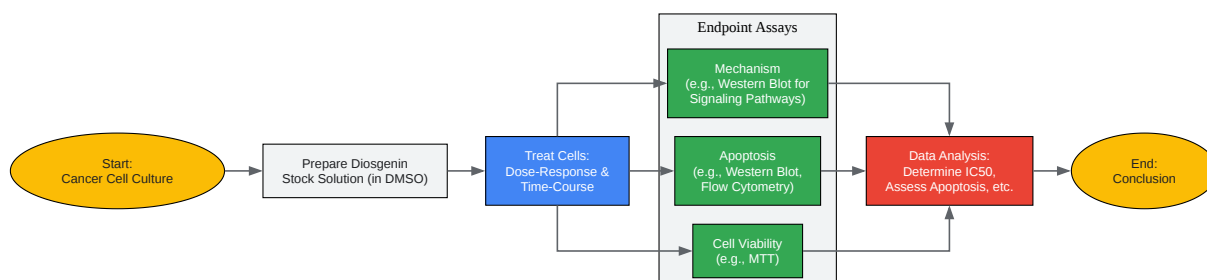 Start:
Cancer Cell Culture
Prepare Diosgenin
Stock Solution (in DMSO)
Treat Cells:
Dose-Response &
Time-Course
Endpoint Assays
Mechanism
(e.g., Western Blot for
Signaling Pathways)
Apoptosis
(e.g., Western Blot,
Flow Cytometry)
Cell Viability
(e.g., MTT)
Data Analysis:
Determine IC50,
Assess Apoptosis, etc.
End:
Conclusion